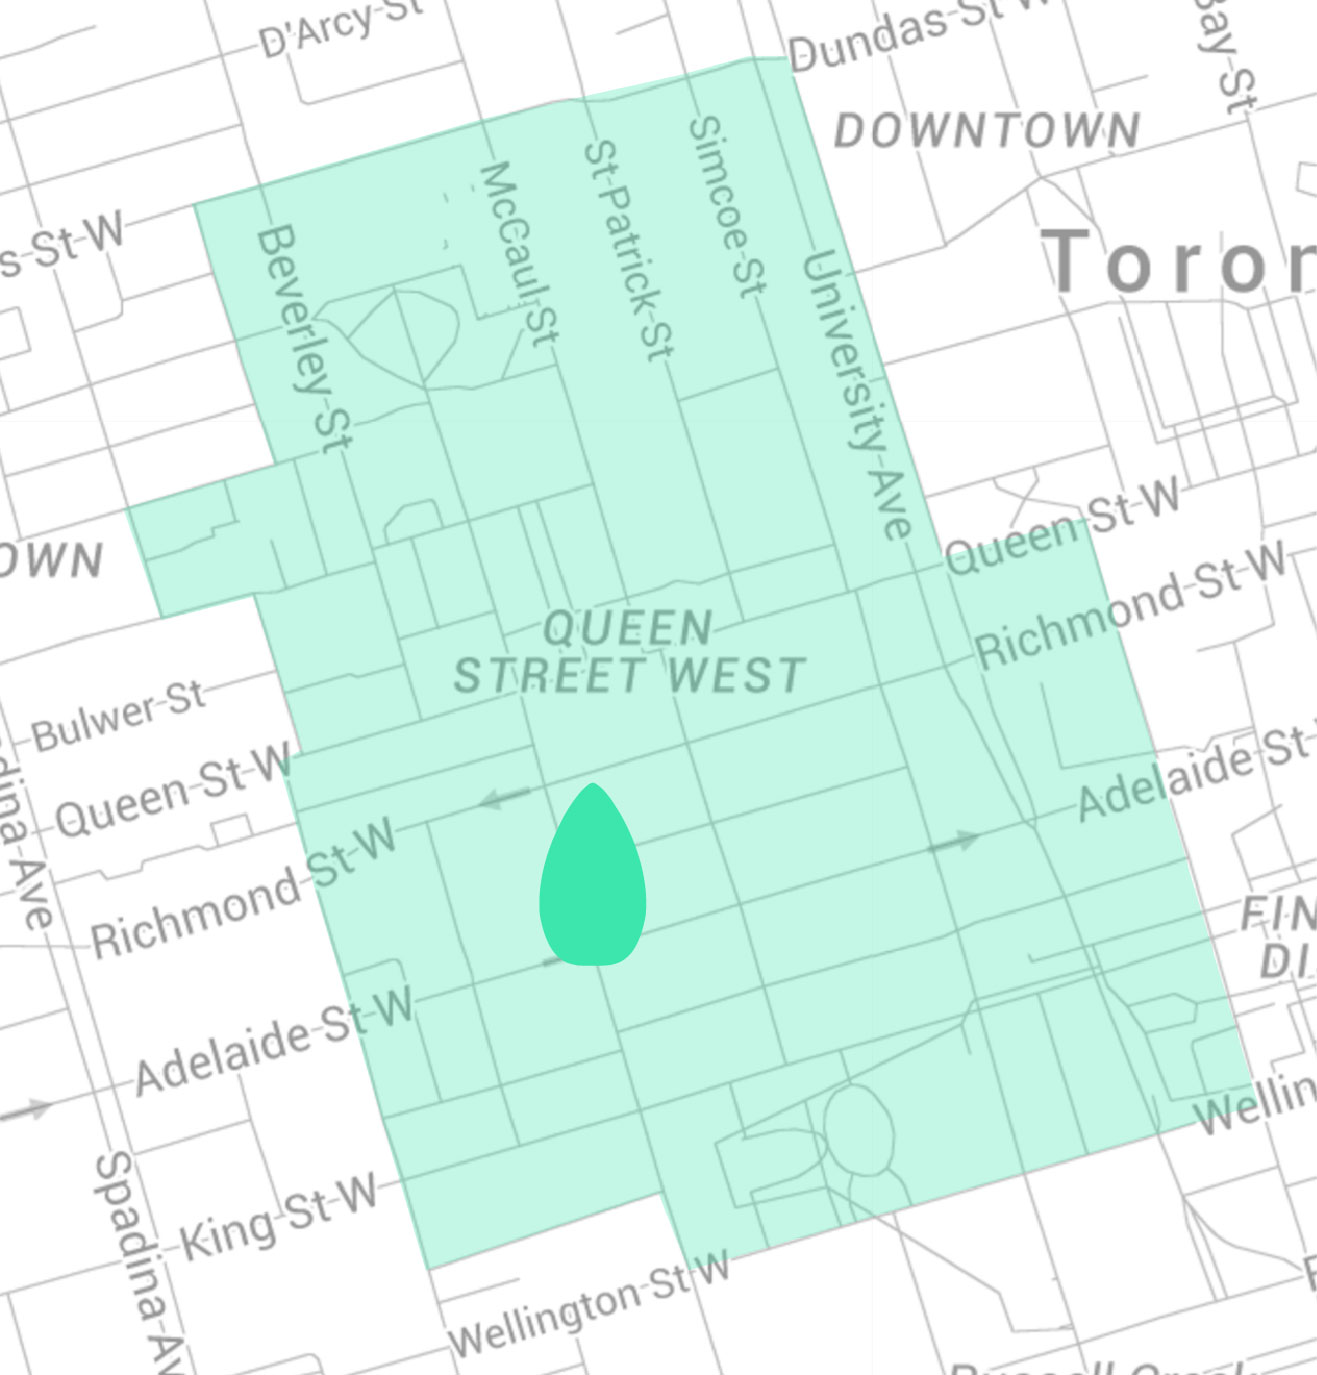 D'Arcy St
Dundas St W
Bay St
DOWNTOWN
Toron
s St W
Beverley St
McCaul St
St Patrick St
Simcoe St
University Ave
OWN
Queen St W
Richmond St W
QUEEN
STREET WEST
Bulwer St
Queen St W
Adelaide St
dina Ave
Richmond St W
FIN
DI
Adelaide St W
Wellin
Spadina Av
King St W
Wellington St W